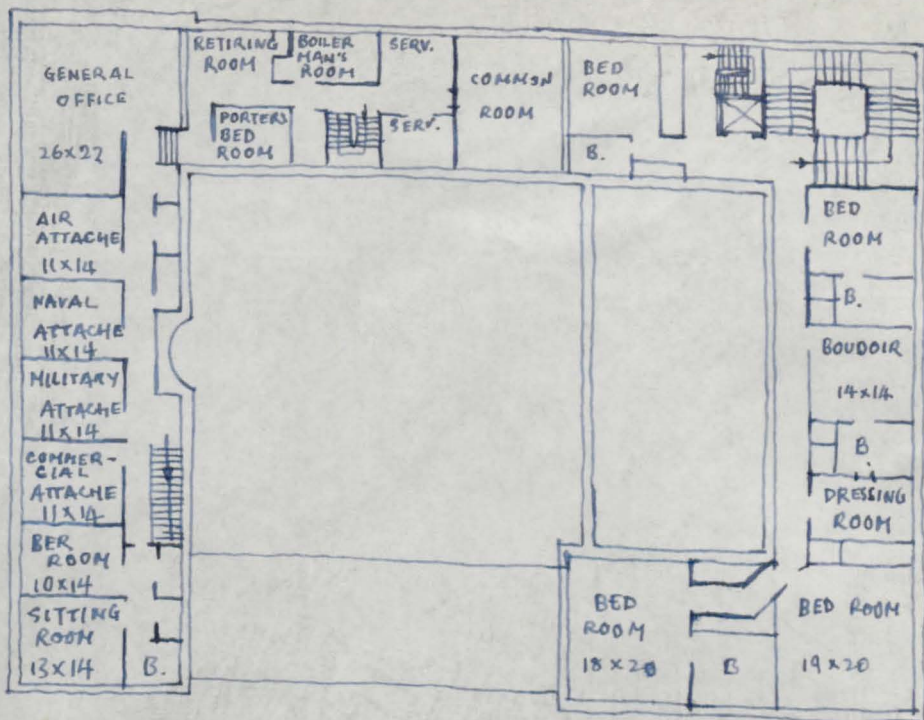 GENERAL
OFFICE
26x22
RETIRING
ROOM
BOILER
MAN'S
ROOM
SERV.
COMMON
ROOM
BED
ROOM
PORTERS
BED
ROOM
SERV.
B.
AIR
ATTACHE
11x14
NAVAL
ATTACHE
11x14
MILITARY
ATTACHE
11x14
COMMER-
CIAL
ATTACHE
11x14
BER
ROOM
10x14
SITTING
ROOM
13x14
B.
BED
ROOM
B.
BOUDOIR
14x14
B.
DRESSING
ROOM
BED
ROOM
18x20
B
BED ROOM
19x20